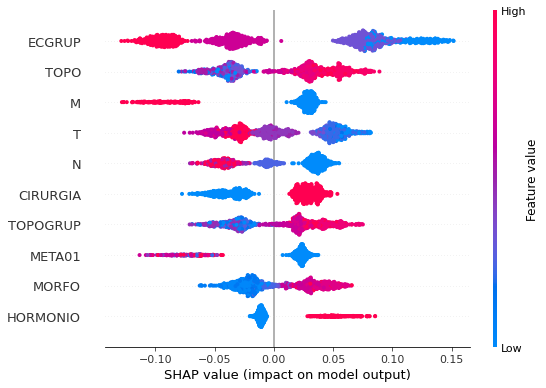 High
ECGRUP
TOPO
M
T
N
CIRURGIA
TOPOGRUP
META01
MORFO
HORMONIO
Feature value
Low
−0.10 −0.05 0.00 0.05 0.10 0.15
SHAP value (impact on model output)